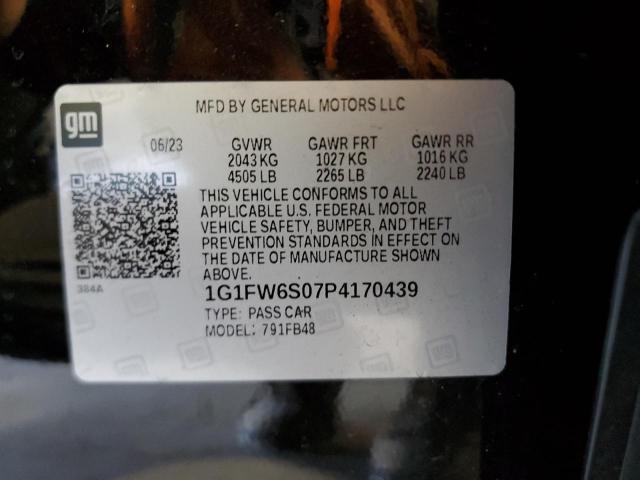 MFD BY GENERAL MOTORS LLC
gm
06/23 GVWR GAWR FRT GAWR RR
2043 KG 1027 KG 1016 KG
4505 LB 2265 LB 2240 LB
THIS VEHICLE CONFORMS TO ALL
APPLICABLE U.S. FEDERAL MOTOR
VEHICLE SAFETY, BUMPER, AND THEFT
PREVENTION STANDARDS IN EFFECT ON
THE DATE OF MANUFACTURE SHOWN
ABOVE.
384A
1G1FW6S07P4170439
TYPE: PASS CAR
MODEL: 791FB48